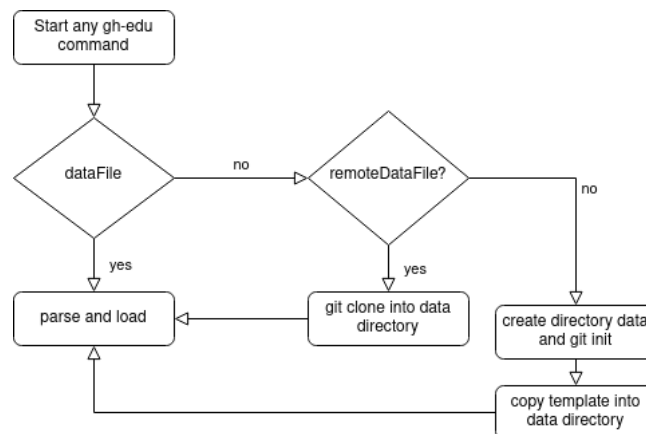 Start any gh-edu
command
dataFile
no
remoteDataFile?
no
yes
yes
parse and load
git clone into data
directory
create directory data
and git init
copy template into
data directory